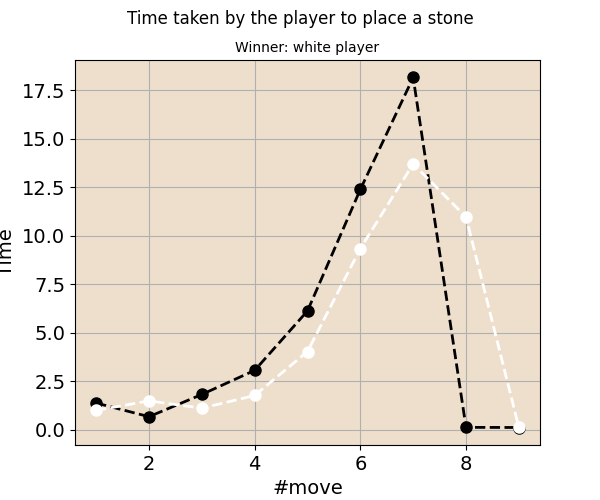 Time taken by the player to place a stone
Winner: white player
17.5
15.0
12.5
10.0
7.5
5.0
2.5
0.0
Time
2 4 6 8
#move